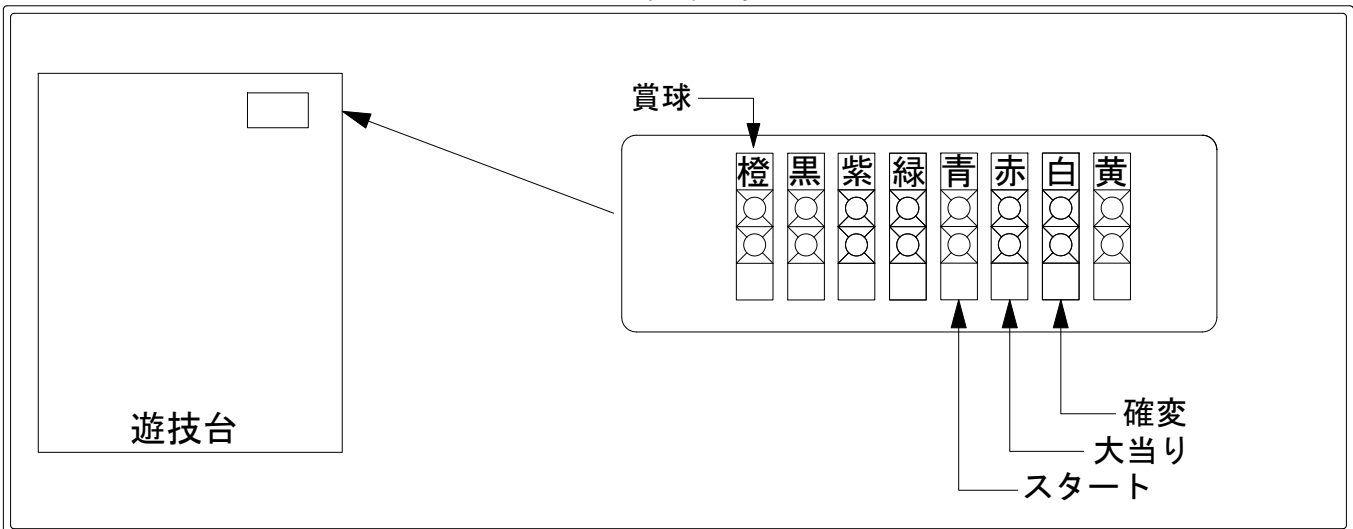 賞球
橙 黒 紫 緑 青 赤 白 黄
確変
大当り
スタート
遊技台